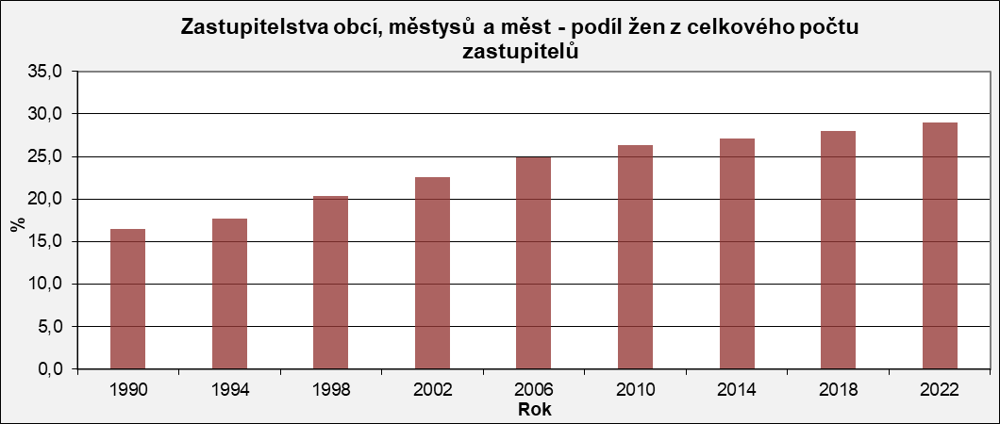 Zastupitelstva obcí, městysů a měst - podíl žen z celkového počtu
zastupitelů
35,0
30,0
25,0
20,0
15,0
10,0
5,0
0,0
%
1990 1994 1998 2002 2006 2010 2014 2018 2022
Rok